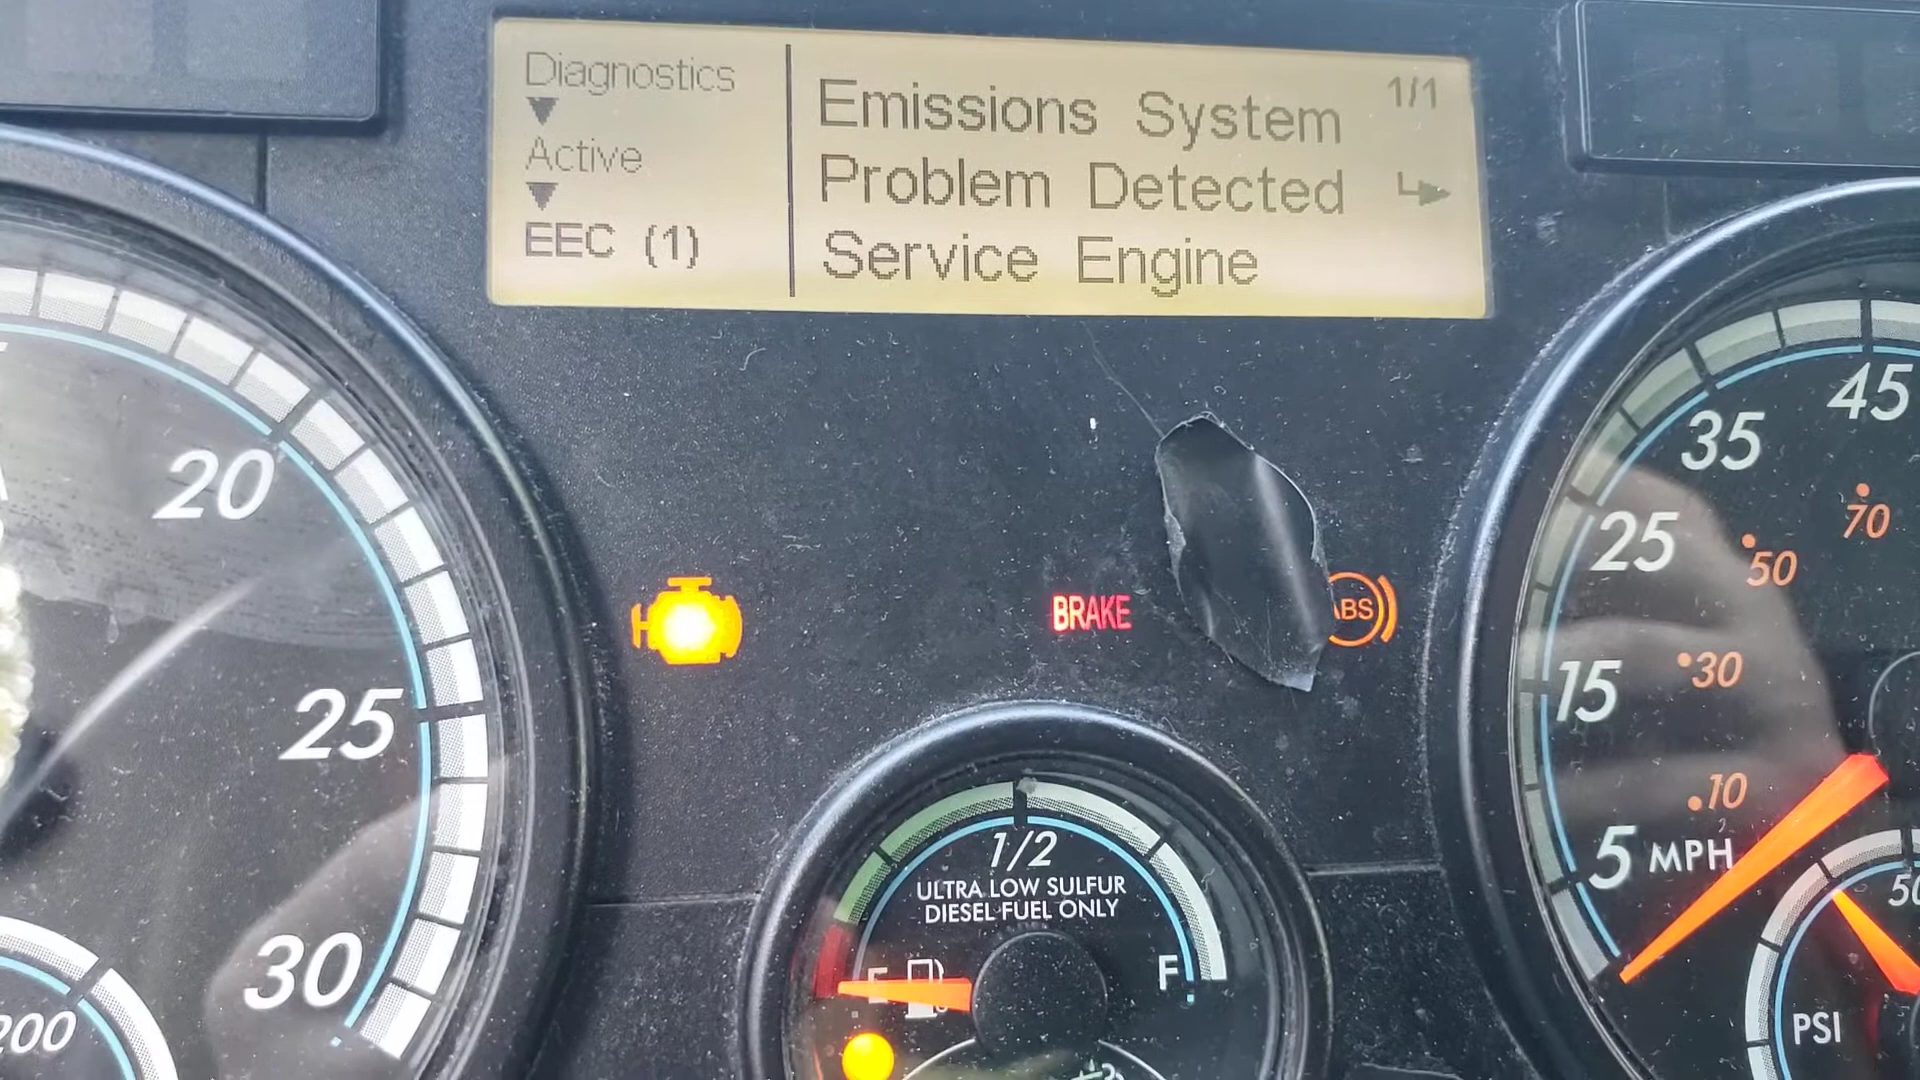 Diagnostics
Active
EEC (1)
Emissions System
Problem Detected
Service Engine
1/1
20
25
30
200
BRAKE
ABS
1/2
ULTRA LOW SULFUR
DIESEL FUEL ONLY
E
F
45
35
25
15
5 MPH
70
50
30
10
PSI